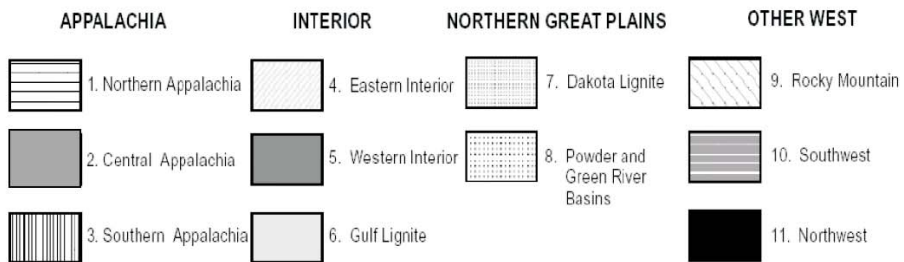 APPALACHIA
1. Northern Appalachia
2. Central Appalachia
3. Southern Appalachia
INTERIOR
4. Eastern Interior
5. Western Interior
6. Gulf Lignite
NORTHERN GREAT PLAINS
7. Dakota Lignite
8. Powder and
Green River
Basins
OTHER WEST
9. Rocky Mountain
10. Southwest
11. Northwest